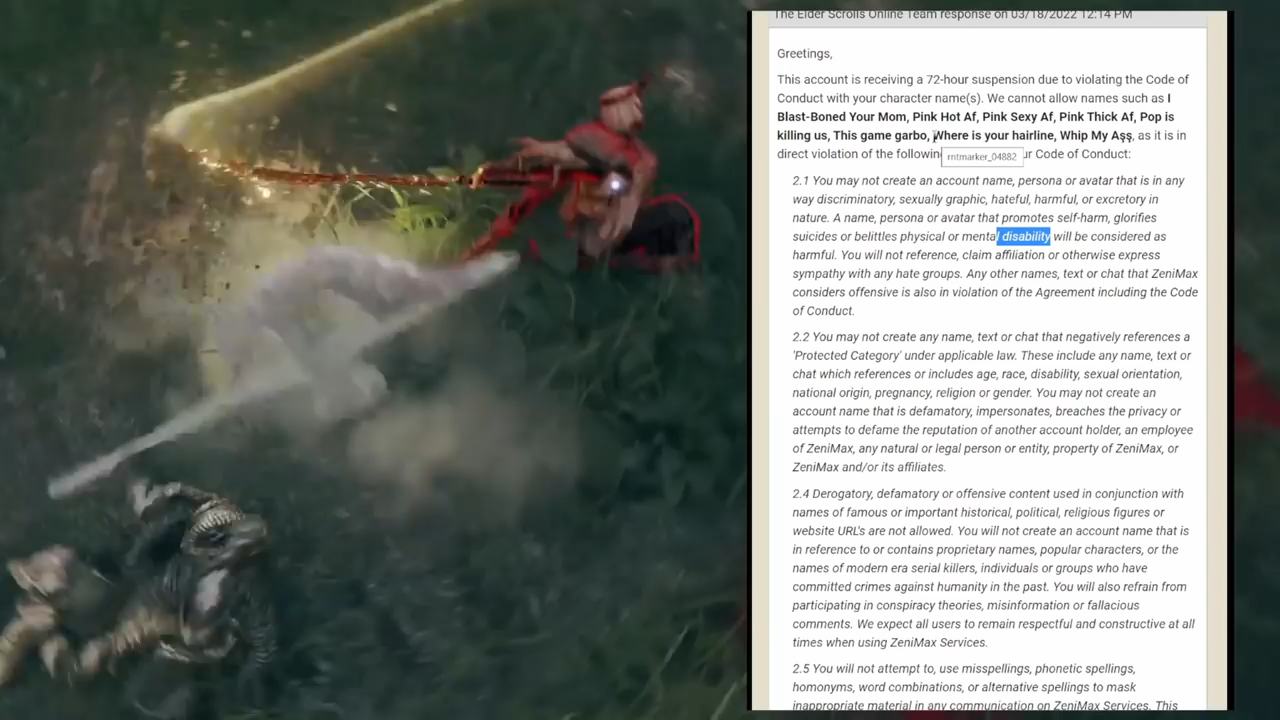 The Elder Scrolls Online Team response on 03/18/2022 12:14 PM
Greetings,
This account is receiving a 72-hour suspension due to violating the Code of
Conduct with your character name(s). We cannot allow names such as I
Blast-Boned Your Mom, Pink Hot Af, Pink Sexy Af, Pink Thick Af, Pop is
killing us, This game garbo, Where is your hairline, Whip My Aşş, as it is in
direct violation of the following ur Code of Conduct:
rntmarker_04882
2.1 You may not create an account name, persona or avatar that is in any
way discriminatory, sexually graphic, hateful, harmful, or excretory in
nature. A name, persona or avatar that promotes self-harm, glorifies
suicides or belittles physical or mental disability will be considered as
harmful. You will not reference, claim affiliation or otherwise express
sympathy with any hate groups. Any other names, text or chat that ZeniMax
considers offensive is also in violation of the Agreement including the Code
of Conduct.
2.2 You may not create any name, text or chat that negatively references a
'Protected Category' under applicable law. These include any name, text or
chat which references or includes age, race, disability, sexual orientation,
national origin, pregnancy, religion or gender. You may not create an
account name that is defamatory, impersonates, breaches the privacy or
attempts to defame the reputation of another account holder, an employee
of ZeniMax, any natural or legal person or entity, property of ZeniMax, or
ZeniMax and/or its affiliates.
2.4 Derogatory, defamatory or offensive content used in conjunction with
names of famous or important historical, political, religious figures or
website URL's are not allowed. You will not create an account name that is
in reference to or contains proprietary names, popular characters, or the
names of modern era serial killers, individuals or groups who have
committed crimes against humanity in the past. You will also refrain from
participating in conspiracy theories, misinformation or fallacious
comments. We expect all users to remain respectful and constructive at all
times when using ZeniMax Services.
2.5 You will not attempt to, use misspellings, phonetic spellings,
homonyms, word combinations, or alternative spellings to mask
inappropriate material in any communication on ZeniMax Services. This